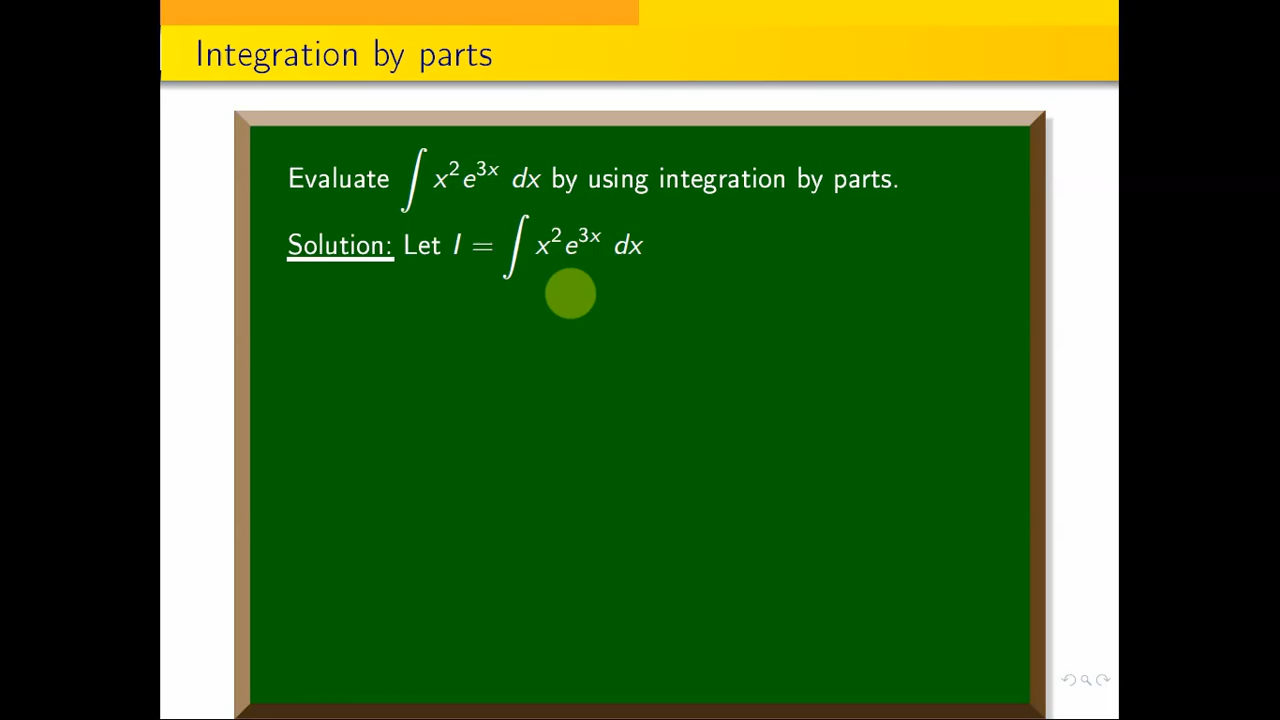 Integration by parts
Evaluate ∫ x²e³ˣ dx by using integration by parts.
Solution: Let I = ∫ x²e³ˣ dx